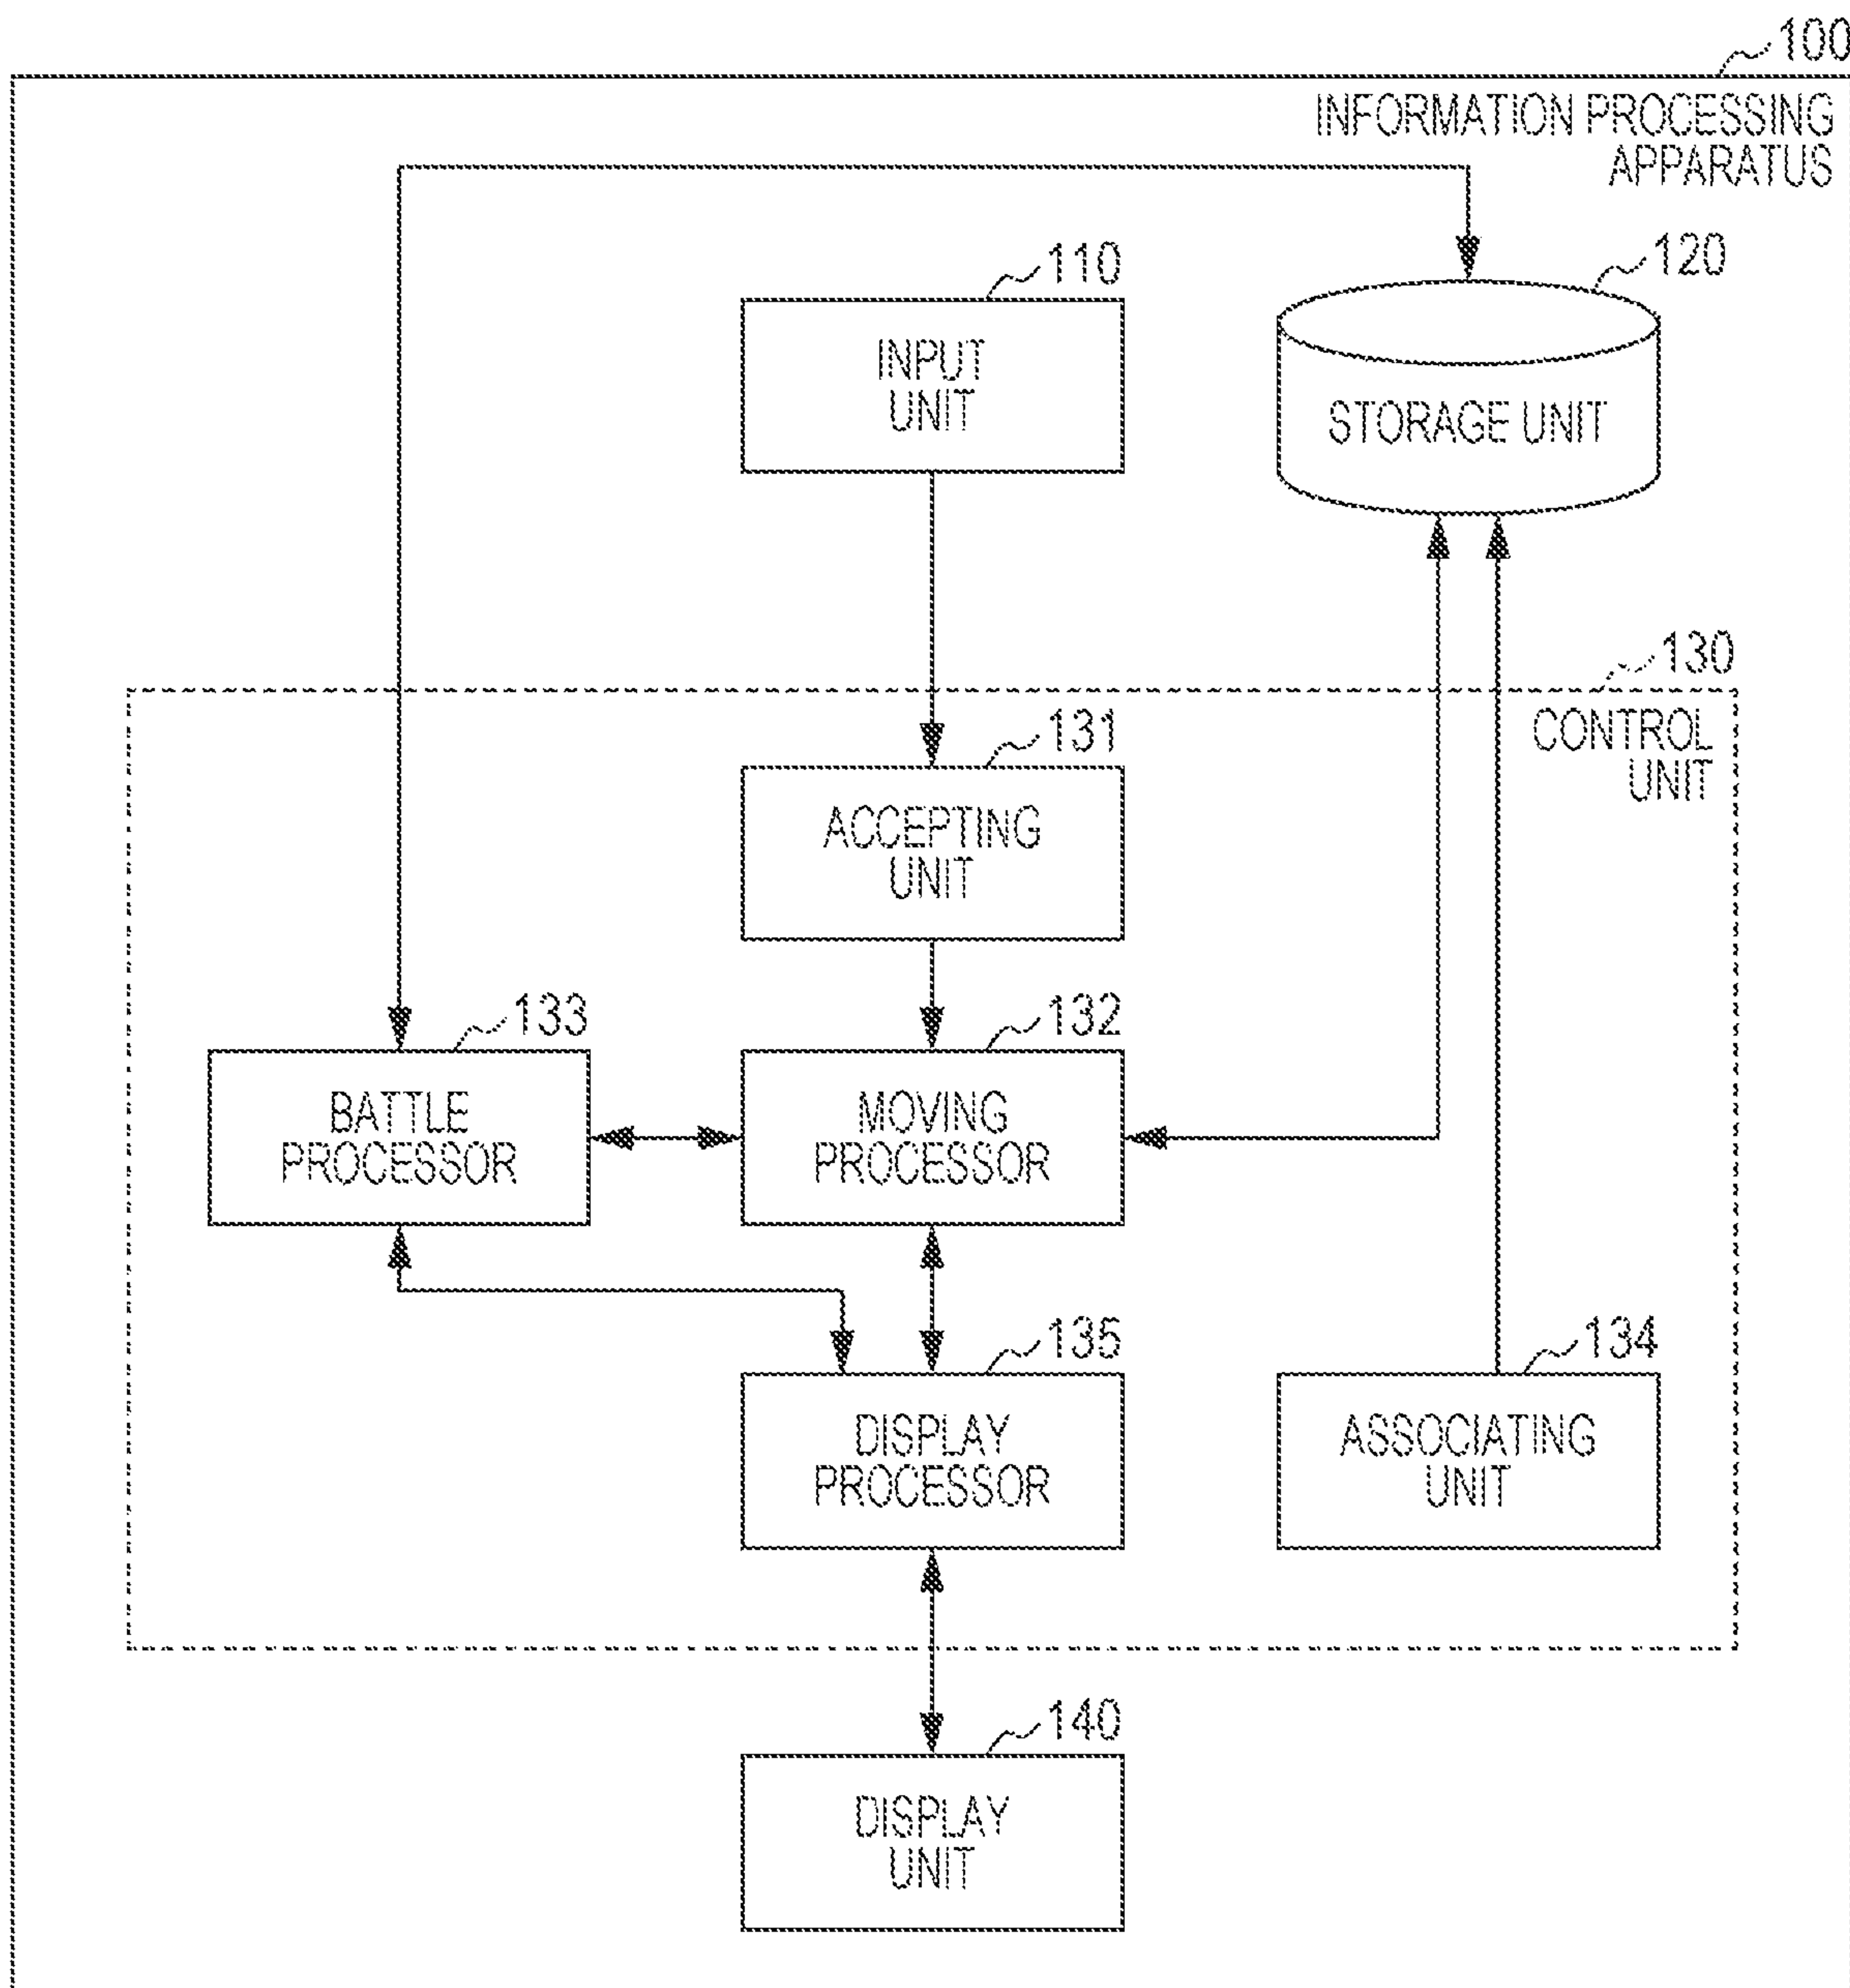 100
INFORMATION PROCESSING
APPARATUS
110
INPUT
UNIT
120
STORAGE UNIT
130
CONTROL
UNIT
131
ACCEPTING
UNIT
133
BATTLE
PROCESSOR
132
MOVING
PROCESSOR
135
DISPLAY
PROCESSOR
134
ASSOCIATING
UNIT
140
DISPLAY
UNIT